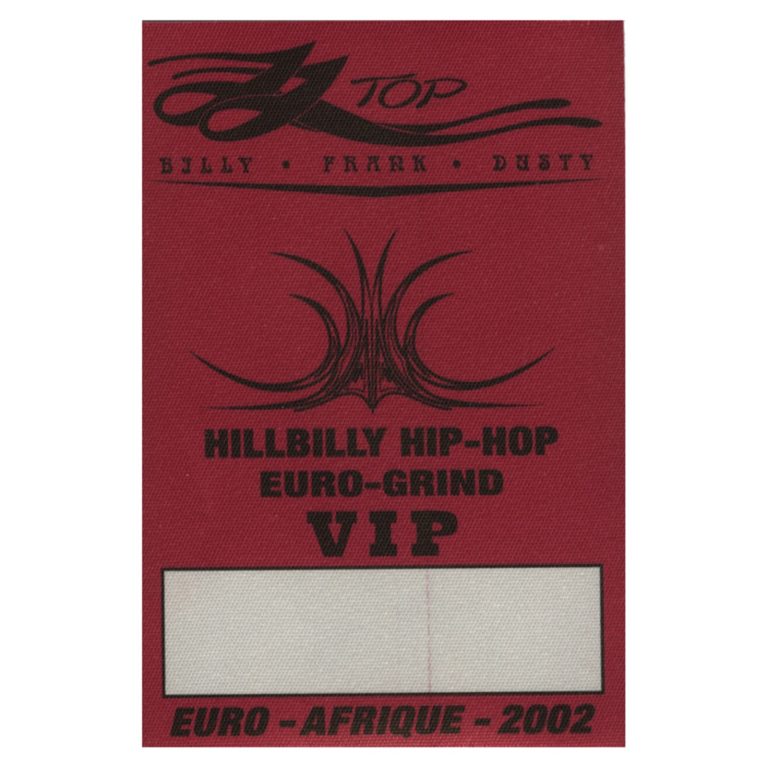 ZZ TOP
BILLY • FRANK • DUSTY
HILLBILLY HIP-HOP
EURO-GRIND
VIP
EURO - AFRIQUE - 2002